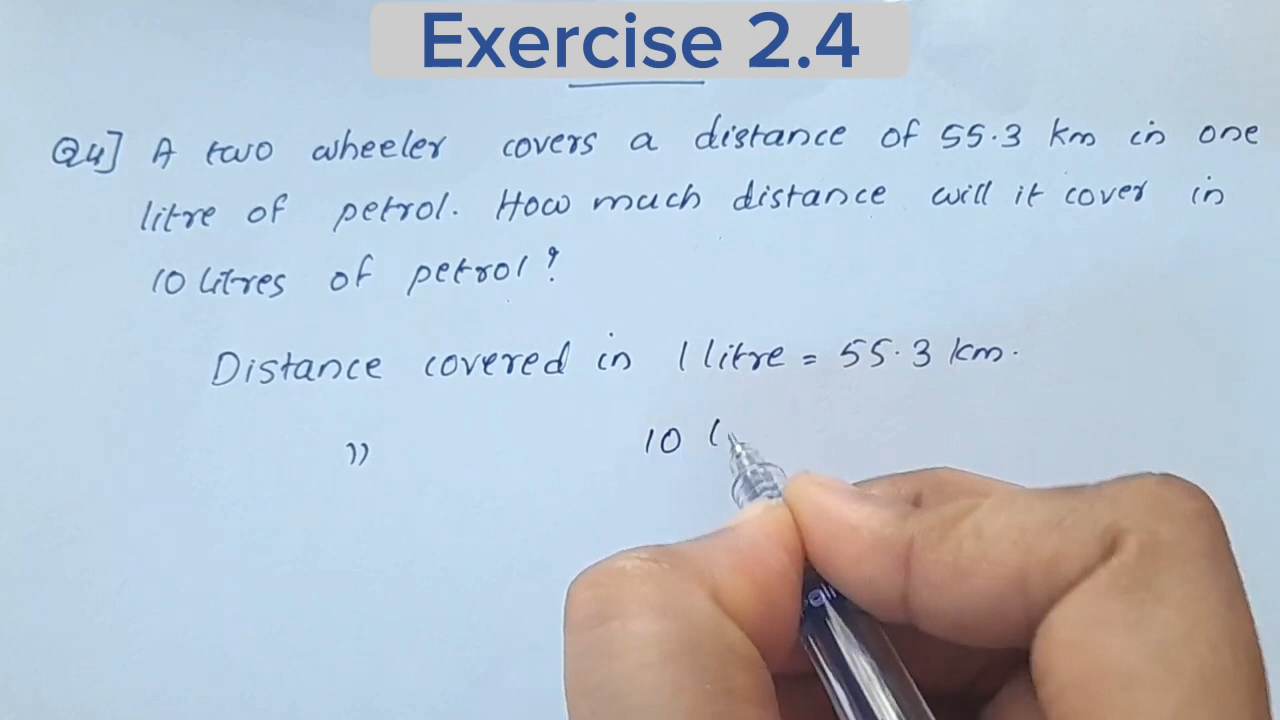 Exercise 2.4
Q4] A two wheeler covers a distance of 55.3 km in one
litre of petrol. How much distance will it cover in
10 litres of petrol?
Distance covered in 1 litre = 55.3 km.
" 10 l